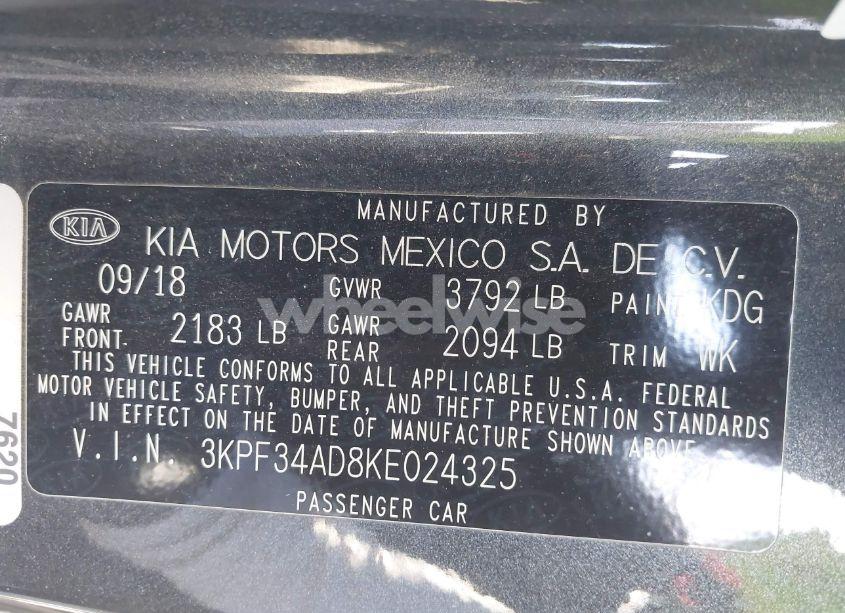 MANUFACTURED BY
KIA KIA MOTORS MEXICO S.A. DE C.V.
09/18 GVWR 3792 LB PAINT KDG
GAWR FRONT 2183 LB GAWR REAR 2094 LB TRIM WK
THIS VEHICLE CONFORMS TO ALL APPLICABLE U.S.A. FEDERAL
MOTOR VEHICLE SAFETY, BUMPER, AND THEFT PREVENTION STANDARDS
IN EFFECT ON THE DATE OF MANUFACTURE SHOWN ABOVE
V.I.N. 3KPF34AD8KE024325
PASSENGER CAR
wheelwise
7620